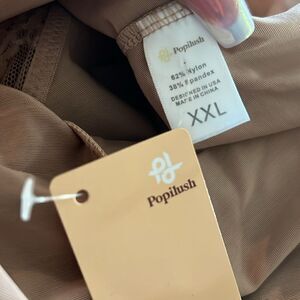 Popilush
62% Nylon
38% Spandex
DESIGNED IN USA
MADE IN CHINA
XXL
Popilush